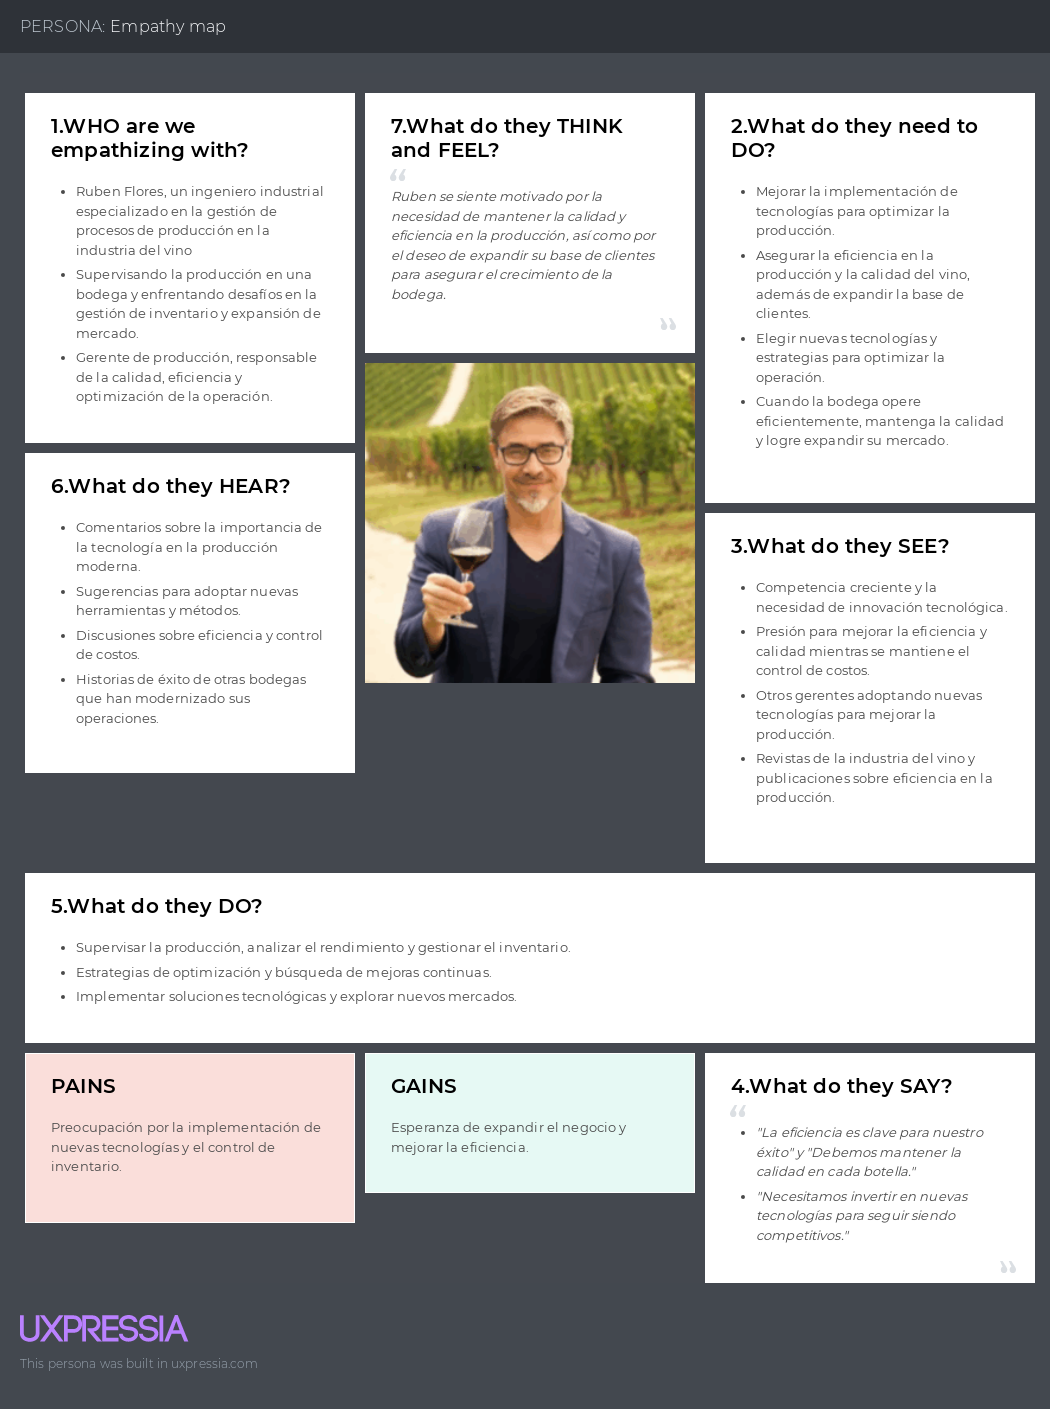 PERSONA: Empathy map
1.WHO are we
empathizing with?
Ruben Flores, un ingeniero industrial
especializado en la gestión de
procesos de producción en la
industria del vino
Supervisando la producción en una
bodega y enfrentando desafíos en la
gestión de inventario y expansión de
mercado.
Gerente de producción, responsable
de la calidad, eficiencia y
optimización de la operación.
7.What do they THINK
and FEEL?
“
Ruben se siente motivado por la
necesidad de mantener la calidad y
eficiencia en la producción, así como por
el deseo de expandir su base de clientes
para asegurar el crecimiento de la
bodega.
”
2.What do they need to
DO?
Mejorar la implementación de
tecnologías para optimizar la
producción.
Asegurar la eficiencia en la
producción y la calidad del vino,
además de expandir la base de
clientes.
Elegir nuevas tecnologías y
estrategias para optimizar la
operación.
Cuando la bodega opere
eficientemente, mantenga la calidad
y logre expandir su mercado.
6.What do they HEAR?
Comentarios sobre la importancia de
la tecnología en la producción
moderna.
Sugerencias para adoptar nuevas
herramientas y métodos.
Discusiones sobre eficiencia y control
de costos.
Historias de éxito de otras bodegas
que han modernizado sus
operaciones.
3.What do they SEE?
Competencia creciente y la
necesidad de innovación tecnológica.
Presión para mejorar la eficiencia y
calidad mientras se mantiene el
control de costos.
Otros gerentes adoptando nuevas
tecnologías para mejorar la
producción.
Revistas de la industria del vino y
publicaciones sobre eficiencia en la
producción.
5.What do they DO?
Supervisar la producción, analizar el rendimiento y gestionar el inventario.
Estrategias de optimización y búsqueda de mejoras continuas.
Implementar soluciones tecnológicas y explorar nuevos mercados.
PAINS
Preocupación por la implementación de
nuevas tecnologías y el control de
inventario.
GAINS
Esperanza de expandir el negocio y
mejorar la eficiencia.
4.What do they SAY?
“
"La eficiencia es clave para nuestro
éxito" y "Debemos mantener la
calidad en cada botella."
"Necesitamos invertir en nuevas
tecnologías para seguir siendo
competitivos."
”
UXPRESSIA
This persona was built in uxpressia.com